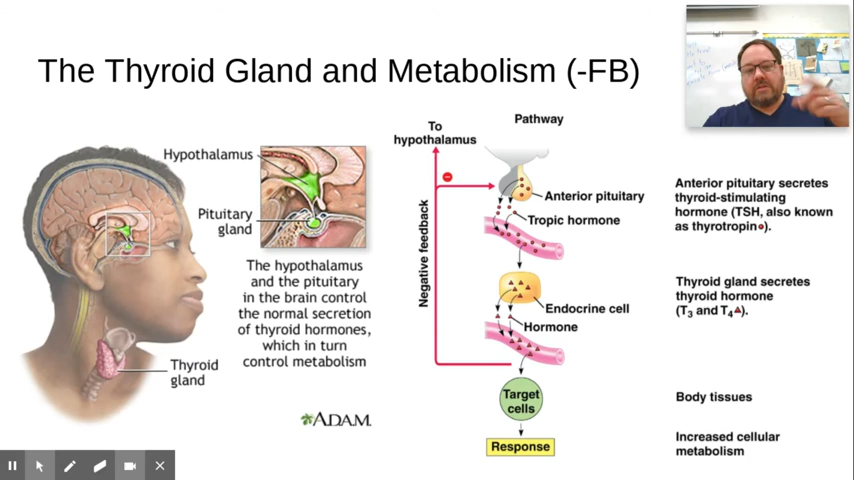 The Thyroid Gland and Metabolism (-FB)
Hypothalamus
Pituitary
gland
The hypothalamus
and the pituitary
in the brain control
the normal secretion
of thyroid hormones,
which in turn
control metabolism
Thyroid
gland
ADAM.
To
hypothalamus
Pathway
Negative feedback
Anterior pituitary
Tropic hormone
Endocrine cell
Hormone
Target
cells
Response
Anterior pituitary secretes
thyroid-stimulating
hormone (TSH, also known
as thyrotropin ).
Thyroid gland secretes
thyroid hormone
(T3 and T4 ).
Body tissues
Increased cellular
metabolism